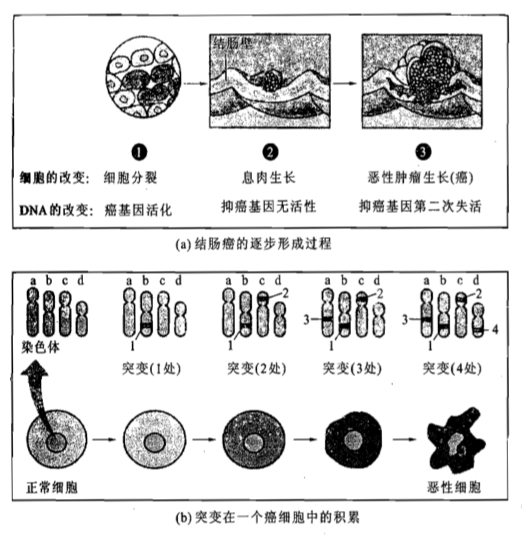 结肠壁
❶ ❷ ❸
细胞的改变： 细胞分裂 息肉生长 恶性肿瘤生长(癌)
DNA的改变： 癌基因活化 抑癌基因无活性 抑癌基因第二次失活
(a) 结肠癌的逐步形成过程
a b c d a b c d a b c d a b c d a b c d
2 2 2
3 3 4
染色体 1 1 1 1
突变(1处) 突变(2处) 突变(3处) 突变(4处)
正常细胞 恶性细胞
(b) 突变在一个癌细胞中的积累